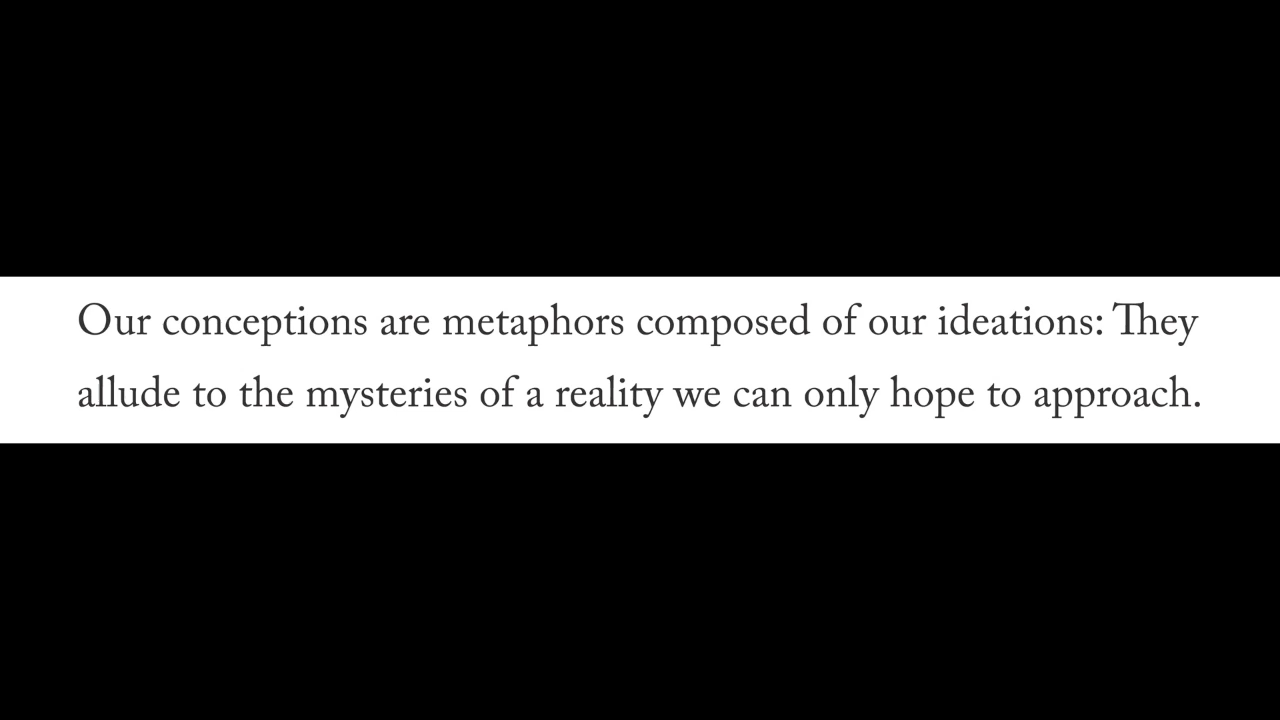 Our conceptions are metaphors composed of our ideations: They
allude to the mysteries of a reality we can only hope to approach.